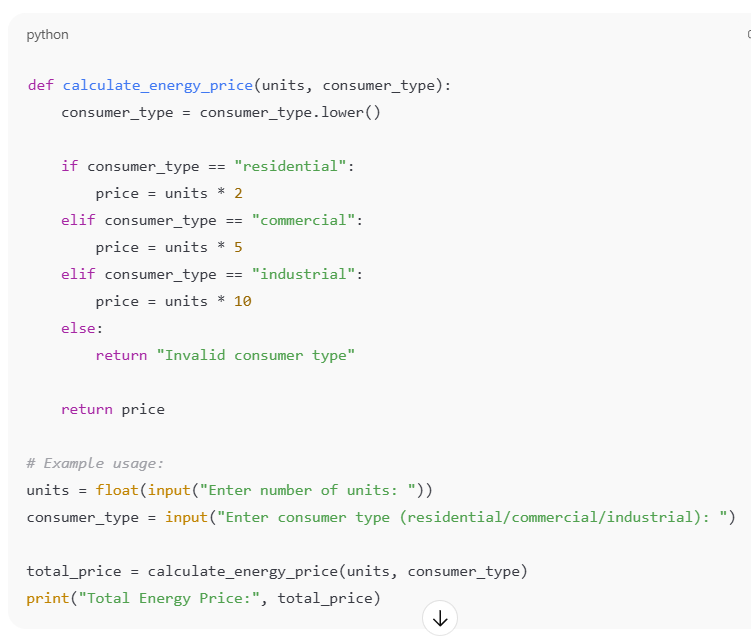 python
def calculate_energy_price(units, consumer_type):
    consumer_type = consumer_type.lower()
    if consumer_type == "residential":
        price = units * 2
    elif consumer_type == "commercial":
        price = units * 5
    elif consumer_type == "industrial":
        price = units * 10
    else:
        return "Invalid consumer type"
    return price
# Example usage:
units = float(input("Enter number of units: "))
consumer_type = input("Enter consumer type (residential/commercial/industrial): ")
total_price = calculate_energy_price(units, consumer_type)
print("Total Energy Price:", total_price)